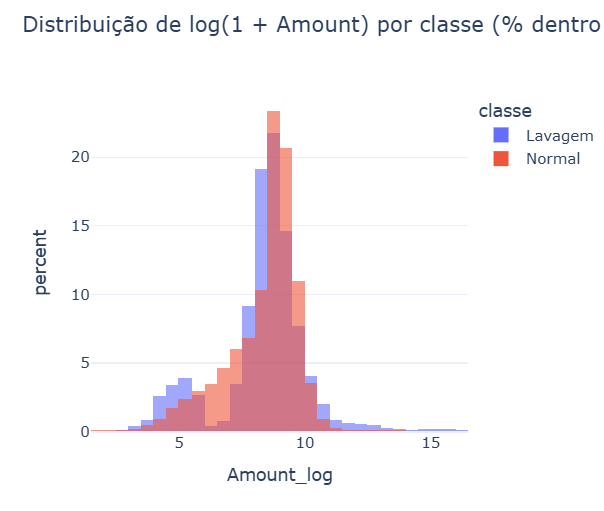 Distribuição de log(1 + Amount) por classe (% dentro
classe
Lavagem
Normal
percent
20
15
10
5
0
5
10
15
Amount_log